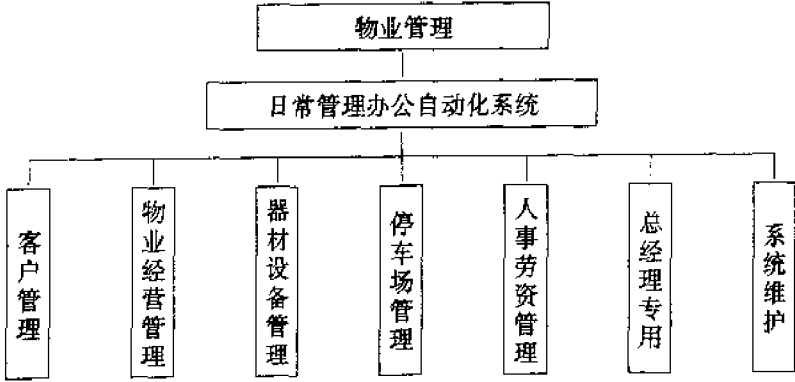 物业管理
日常管理办公自动化系统
客户管理
物业经营管理
器材设备管理
停车场管理
人事劳资管理
总经理专用
系统维护